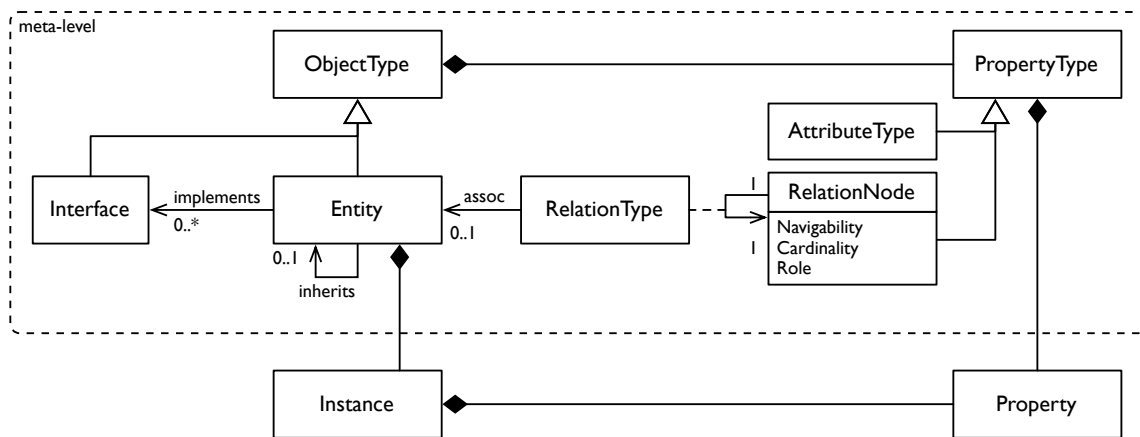 meta-level
ObjectType
PropertyType
AttributeType
Interface
implements
0..*
Entity
0..1
inherits
assoc
0..1
RelationType
1
1
RelationNode
Navigability
Cardinality
Role
Instance
Property